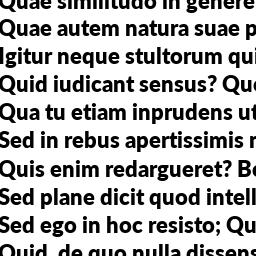 Quae similitudo in genere
Quae autem natura suae p
Igitur neque stultorum qui
Quid iudicant sensus? Que
Qua tu etiam inprudens ut
Sed in rebus apertissimis n
Quis enim redargueret? Be
Sed plane dicit quod intell
Sed ego in hoc resisto; Qu
Quid, de quo nulla dissens